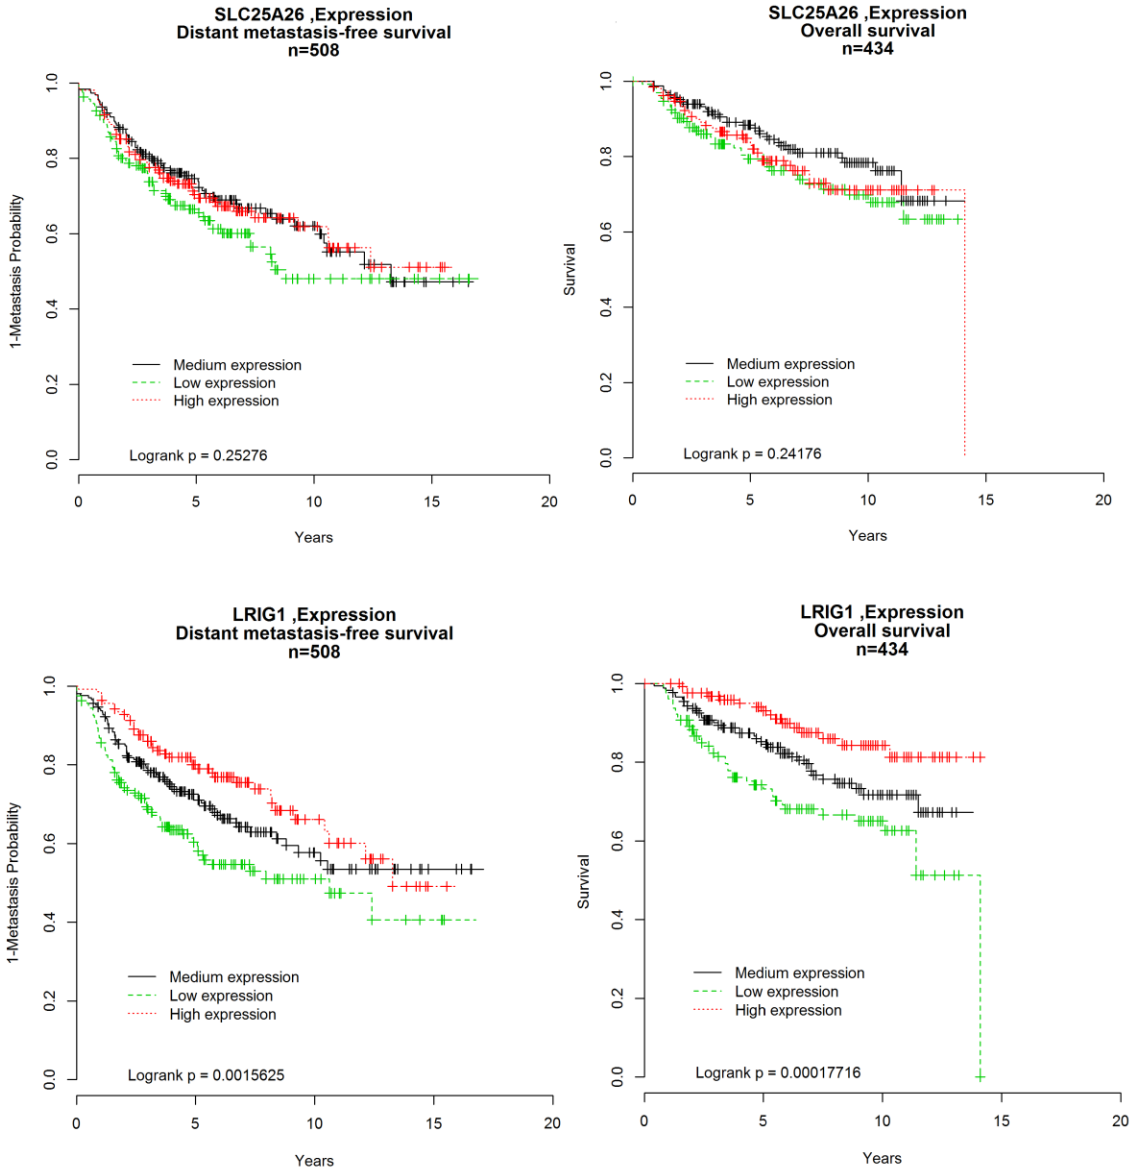 SLC25A26 ,Expression
Distant metastasis-free survival
n=508
1-Metastasis Probability
1.0
0.8
0.6
0.4
0.2
0.0
Medium expression
Low expression
High expression
Logrank p = 0.25276
0 5 10 15 20
Years
SLC25A26 ,Expression
Overall survival
n=434
Survival
1.0
0.8
0.6
0.4
0.2
0.0
Medium expression
Low expression
High expression
Logrank p = 0.24176
0 5 10 15 20
Years
LRIG1 ,Expression
Distant metastasis-free survival
n=508
1-Metastasis Probability
1.0
0.8
0.6
0.4
0.2
0.0
Medium expression
Low expression
High expression
Logrank p = 0.0015625
0 5 10 15 20
Years
LRIG1 ,Expression
Overall survival
n=434
Survival
1.0
0.8
0.6
0.4
0.2
0.0
Medium expression
Low expression
High expression
Logrank p = 0.00017716
0 5 10 15 20
Years